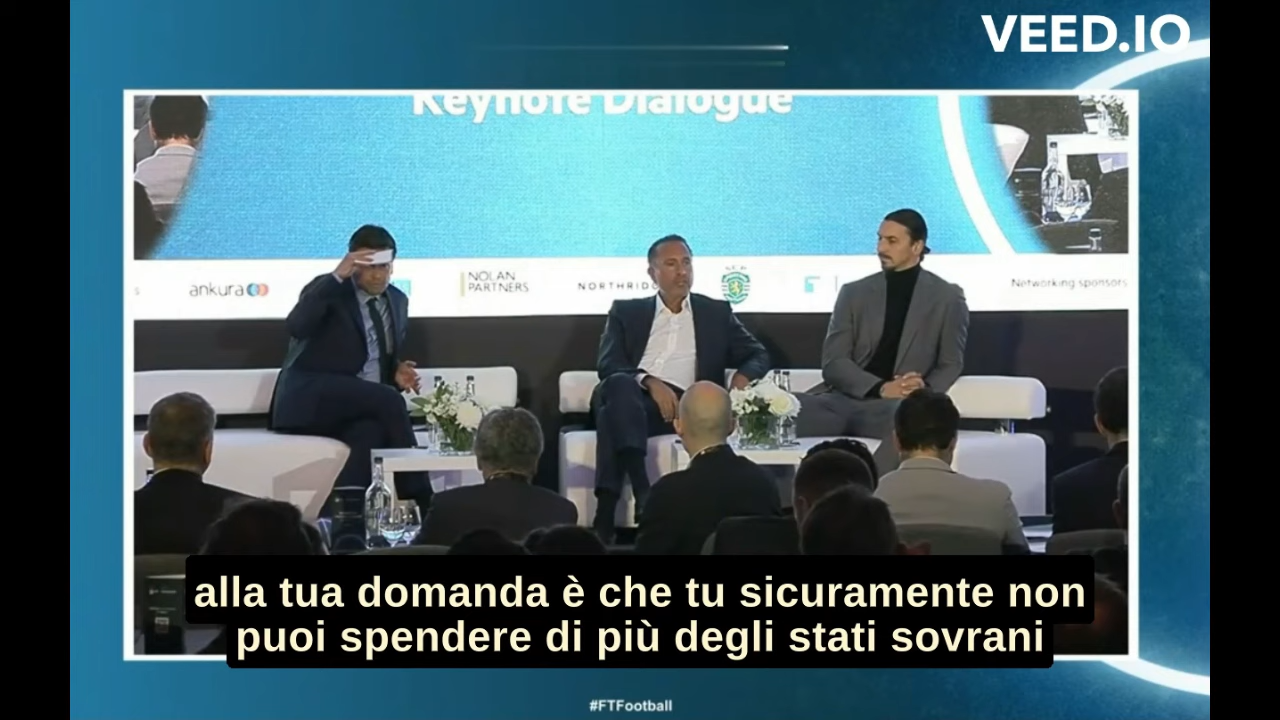 VEED.IO
Keynote Dialogue
ankura
NOLAN
PARTNERS
Networking sponsors
alla tua domanda è che tu sicuramente non
puoi spendere di più degli stati sovrani
#FTFootball